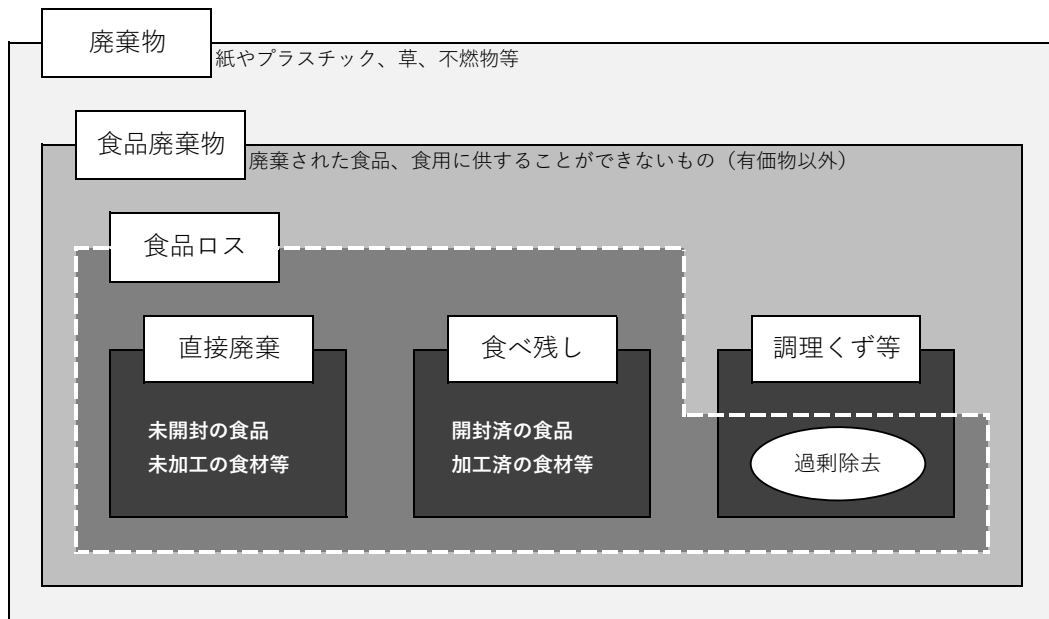 廃棄物
紙やプラスチック、草、不燃物等
食品廃棄物
廃棄された食品、食用に供することができないもの（有価物以外）
食品ロス
直接廃棄
未開封の食品
未加工の食材等
食べ残し
開封済の食品
加工済の食材等
調理くず等
過剰除去